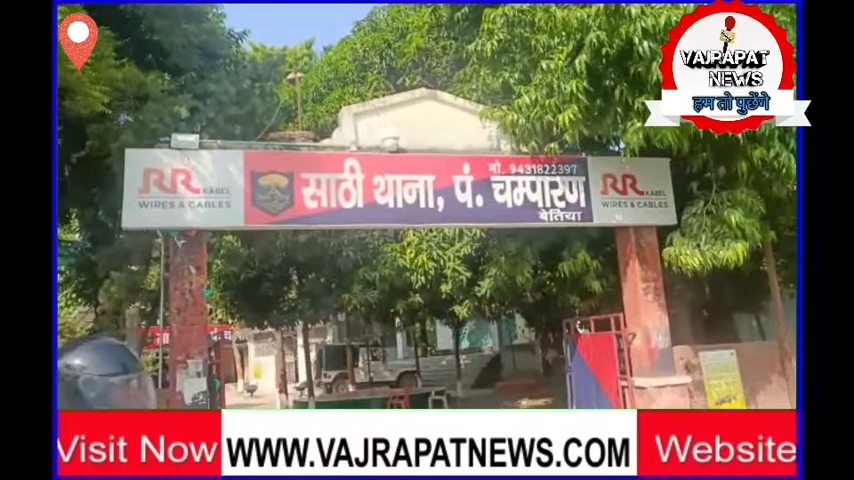 VAJRAPAT
NEWS
हम तो पुछेंगे
RR KABEL
WIRES & CABLES
साठी थाना, पं. चम्पारण
नो. 9431822397
बेतिया
RR KABEL
WIRES & CABLES
Visit Now
WWW.VAJRAPATNEWS.COM
Website